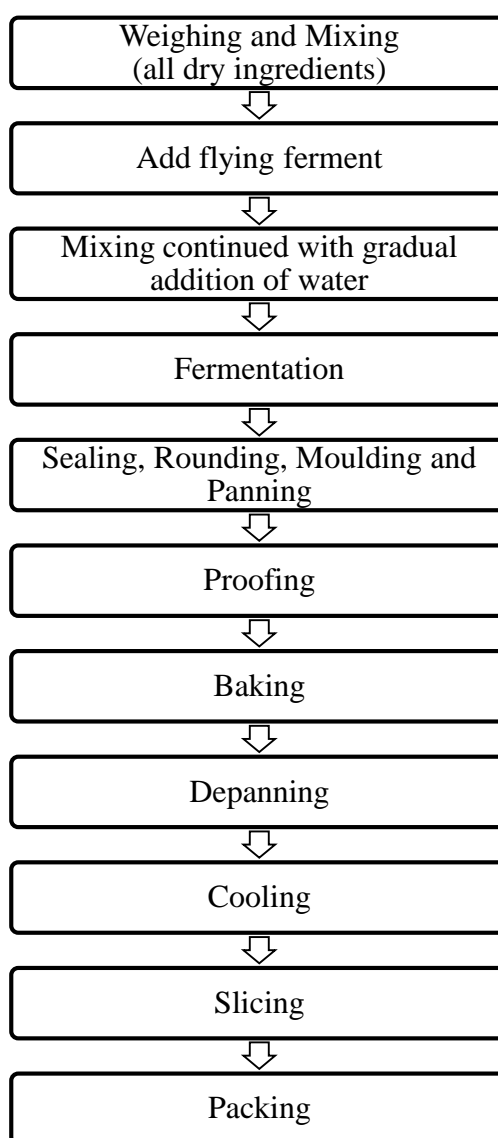 Weighing and Mixing
(all dry ingredients)
Add flying ferment
Mixing continued with gradual
addition of water
Fermentation
Sealing, Rounding, Moulding and
Panning
Proofing
Baking
Depanning
Cooling
Slicing
Packing